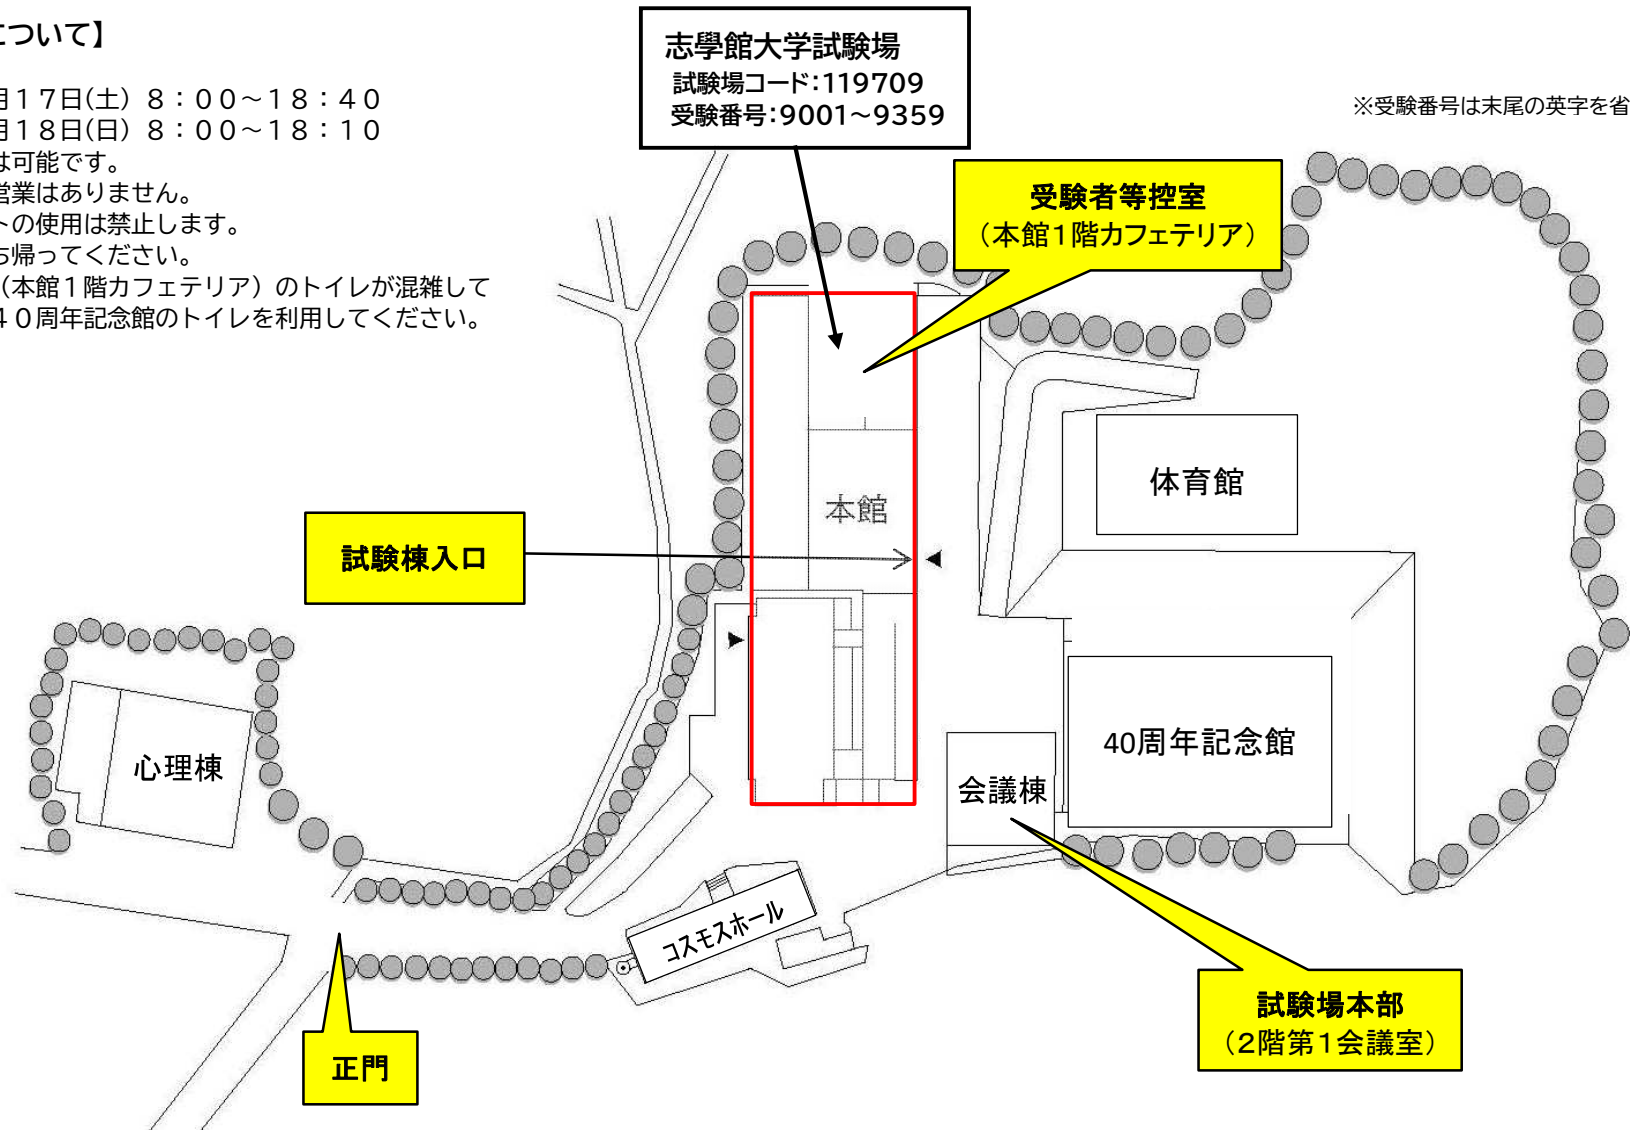 について】
月１７日(土) ８：００～１８：４０
月１８日(日) ８：００～１８：１０
は可能です。
営業はありません。
トの使用は禁止します。
ち帰ってください。
（本館１階カフェテリア）のトイレが混雑して
４０周年記念館のトイレを利用してください。
志學館大学試験場
試験場コード:119709
受験番号:9001～9359
※受験番号は末尾の英字を省
受験者等控室
（本館１階カフェテリア）
体育館
本館
試験棟入口
心理棟
40周年記念館
会議棟
コスモスホール
試験場本部
（２階第１会議室）
正門